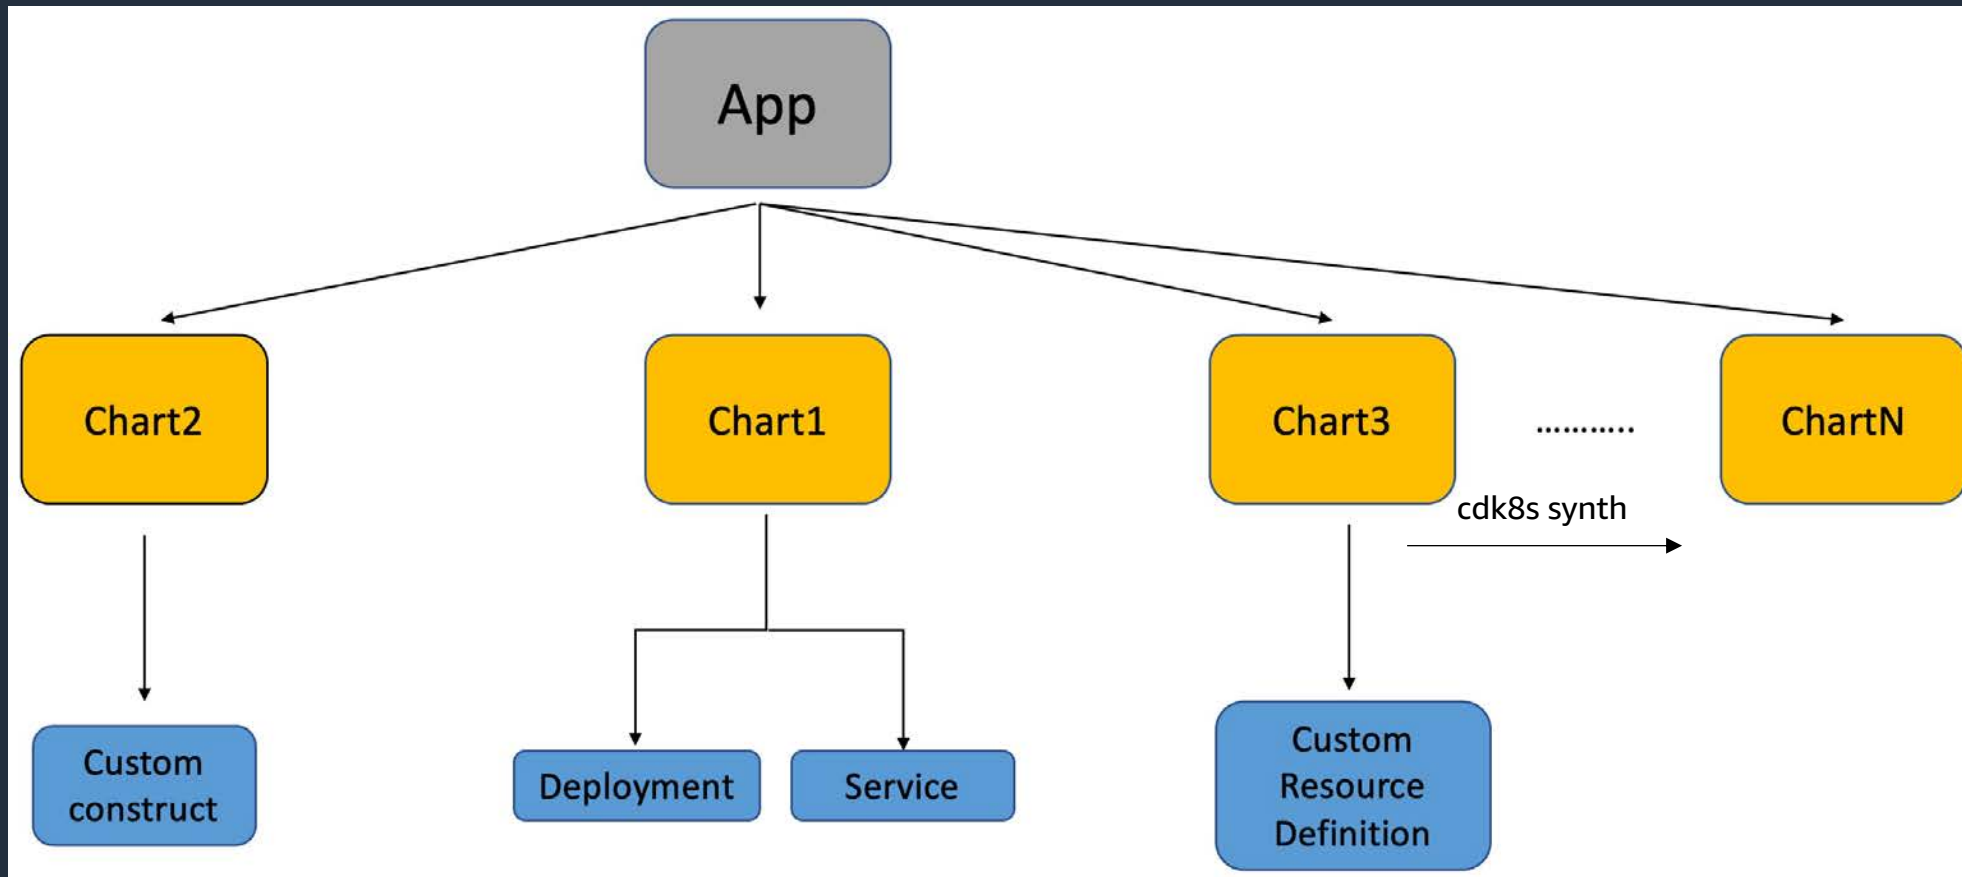 App
Chart2
Chart1
Chart3
...........
ChartN
cdk8s synth
Custom
construct
Deployment
Service
Custom
Resource
Definition